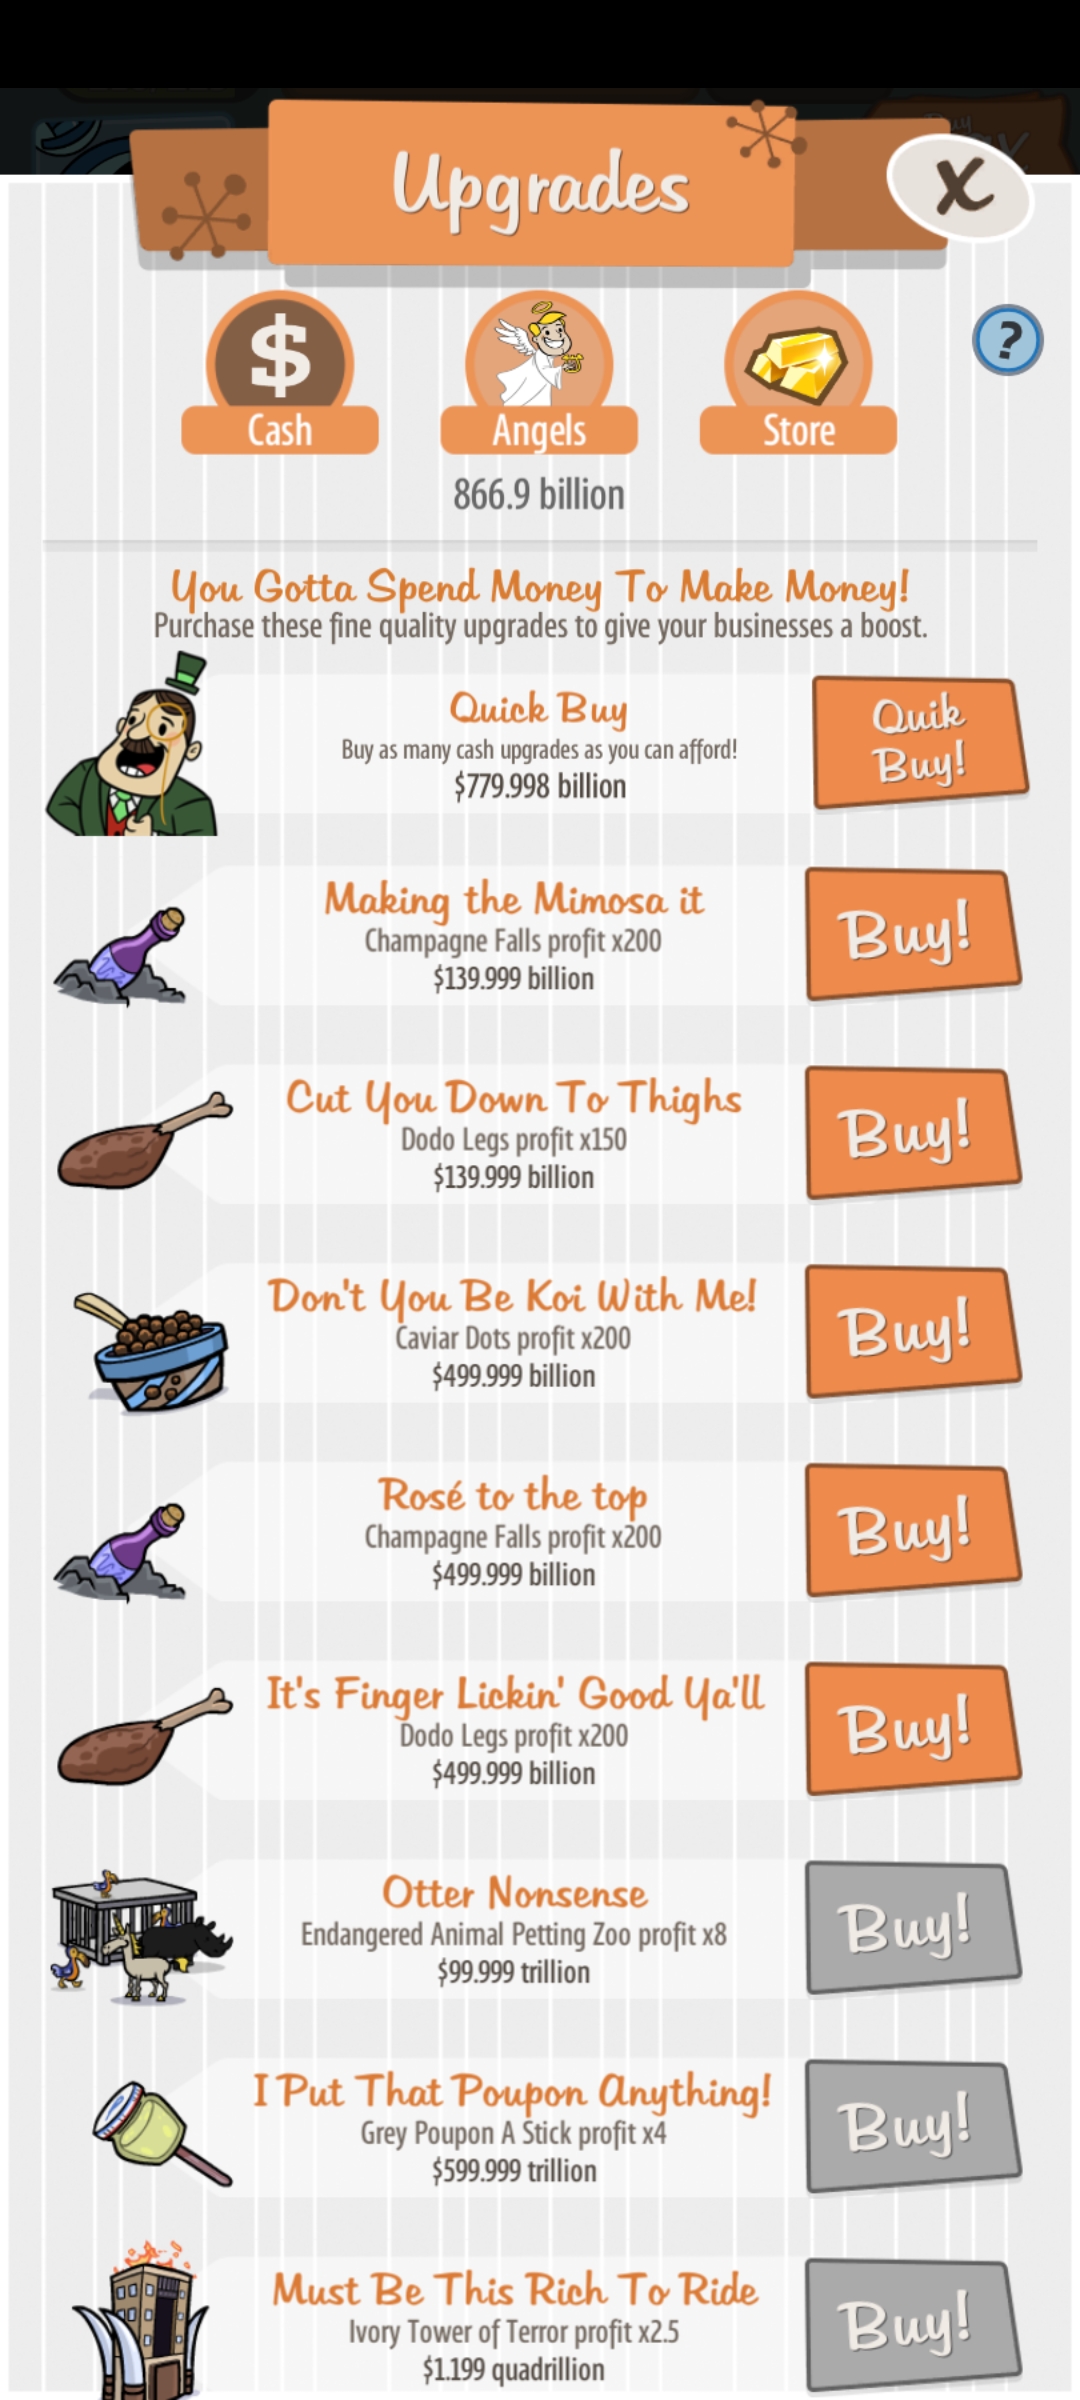 Buy
Upgrades
X
$
?
Cash
Angels
Store
866.9 billion
You Gotta Spend Money To Make Money!
Purchase these fine quality upgrades to give your businesses a boost.
Quick Buy
Buy as many cash upgrades as you can afford!
$779.998 billion
Quik
Buy!
Making the Mimosa it
Champagne Falls profit x200
$139.999 billion
Buy!
Cut You Down To Thighs
Dodo Legs profit x150
$139.999 billion
Buy!
Don't You Be Koi With Me!
Caviar Dots profit x200
$499.999 billion
Buy!
Rosé to the top
Champagne Falls profit x200
$499.999 billion
Buy!
It's Finger Lickin' Good Ya'll
Dodo Legs profit x200
$499.999 billion
Buy!
Otter Nonsense
Endangered Animal Petting Zoo profit x8
$99.999 trillion
Buy!
I Put That Poupon Anything!
Grey Poupon A Stick profit x4
$599.999 trillion
Buy!
Must Be This Rich To Ride
Ivory Tower of Terror profit x2.5
$1.199 quadrillion
Buy!